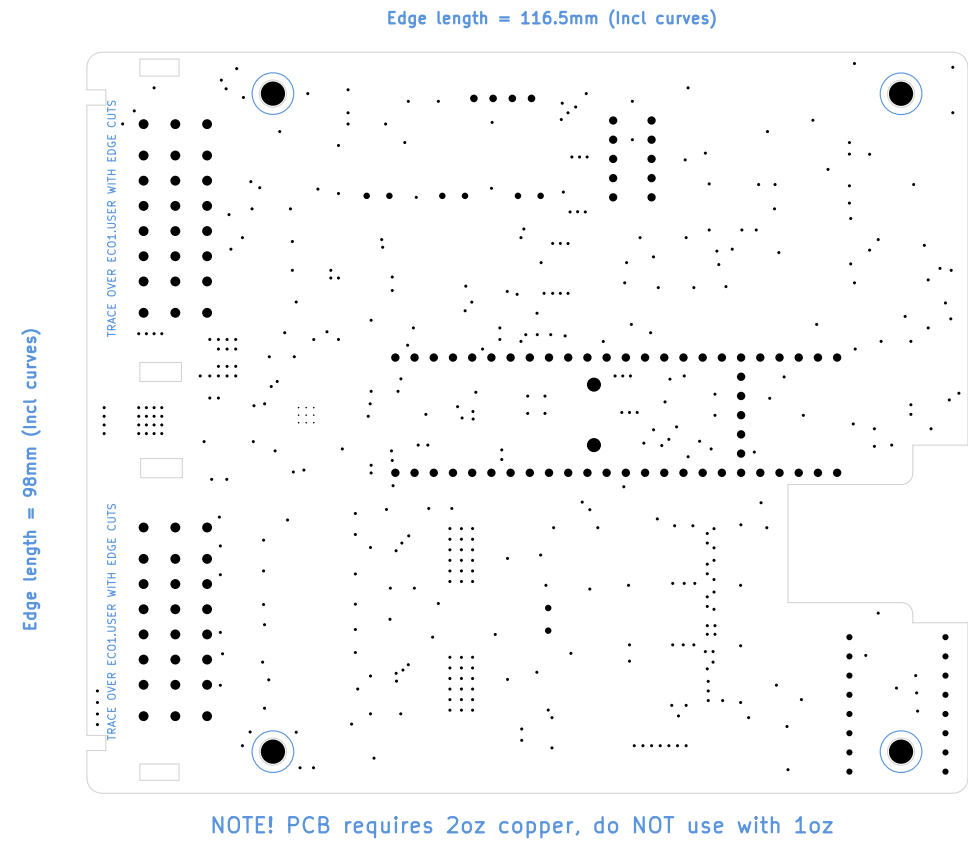 Edge length = 116.5mm (Incl curves)
TRACE OVER ECO1.USER WITH EDGE CUTS
Edge length = 98mm (Incl curves)
TRACE OVER ECO1.USER WITH EDGE CUTS
NOTE! PCB requires 2oz copper, do NOT use with 1oz